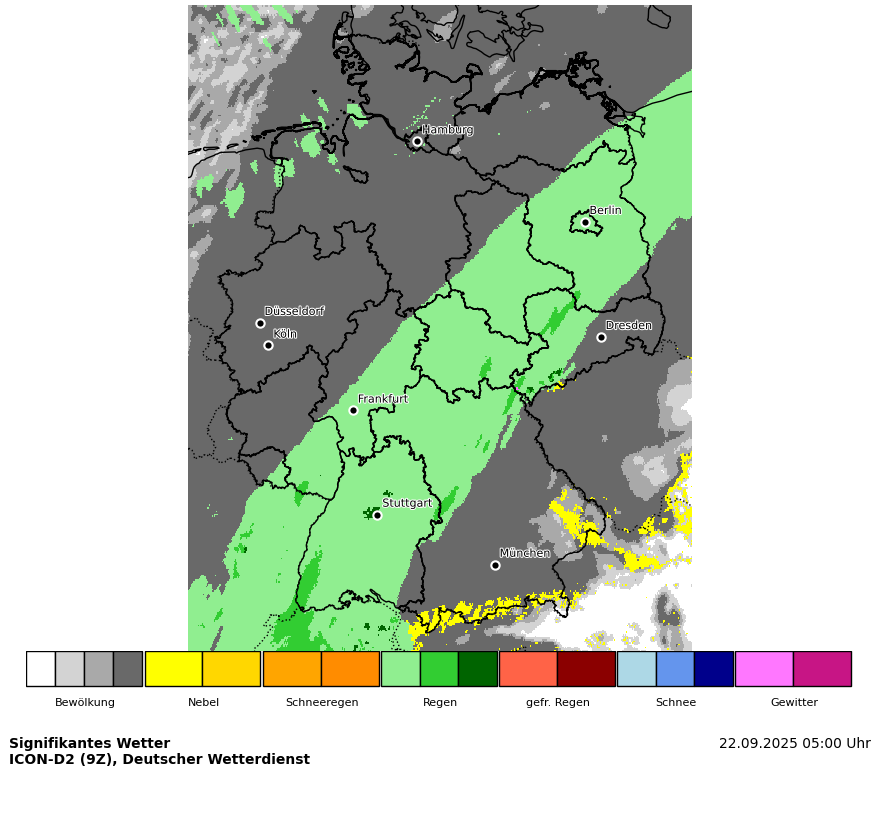 Hamburg
Berlin
Düsseldorf
Köln
Dresden
Frankfurt
Stuttgart
München
Bewölkung Nebel Schneeregen Regen gefr. Regen Schnee Gewitter
Signifikantes Wetter 22.09.2025 05:00 Uhr
ICON-D2 (9Z), Deutscher Wetterdienst